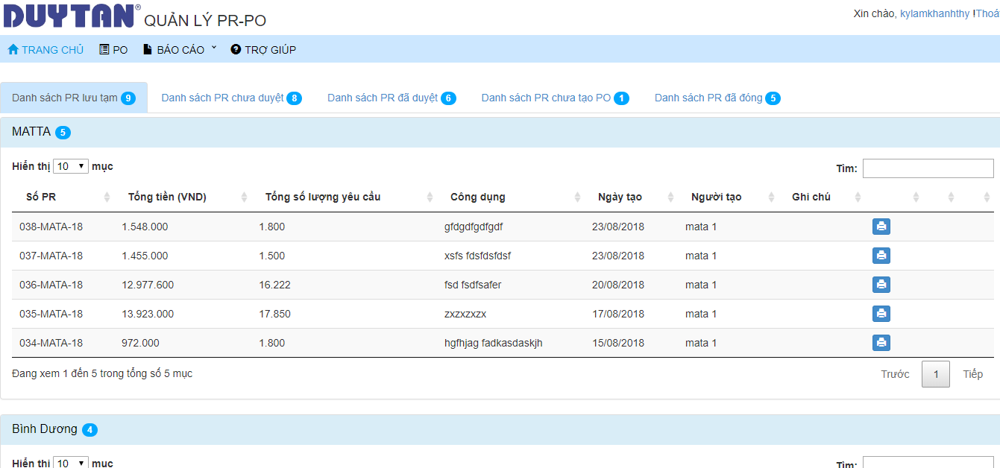 DUYTAN® QUẢN LÝ PR-PO
Xin chào, kylamkhanhthy !Thoá
TRANG CHỦ PO BÁO CÁO TRỢ GIÚP
Danh sách PR lưu tạm 9 Danh sách PR chưa duyệt 8 Danh sách PR đã duyệt 6 Danh sách PR chưa tạo PO 1 Danh sách PR đã đóng 5
MATTA 5
Hiển thị 10 mục Tìm:
Số PR Tổng tiền (VND) Tổng số lượng yêu cầu Công dụng Ngày tạo Người tạo Ghi chú
038-MATA-18 1.548.000 1.800 gfdgdfgdfgdf 23/08/2018 mata 1
037-MATA-18 1.455.000 1.500 xsfs fdsfdsfdsf 23/08/2018 mata 1
036-MATA-18 12.977.600 16.222 fsd fsdfsafer 20/08/2018 mata 1
035-MATA-18 13.923.000 17.850 zxzxzxzx 17/08/2018 mata 1
034-MATA-18 972.000 1.800 hgfhjag fadkasdaskjh 15/08/2018 mata 1
Đang xem 1 đến 5 trong tổng số 5 mục Trước 1 Tiếp
Bình Dương 4
Hiển thị 10 mục Tìm: